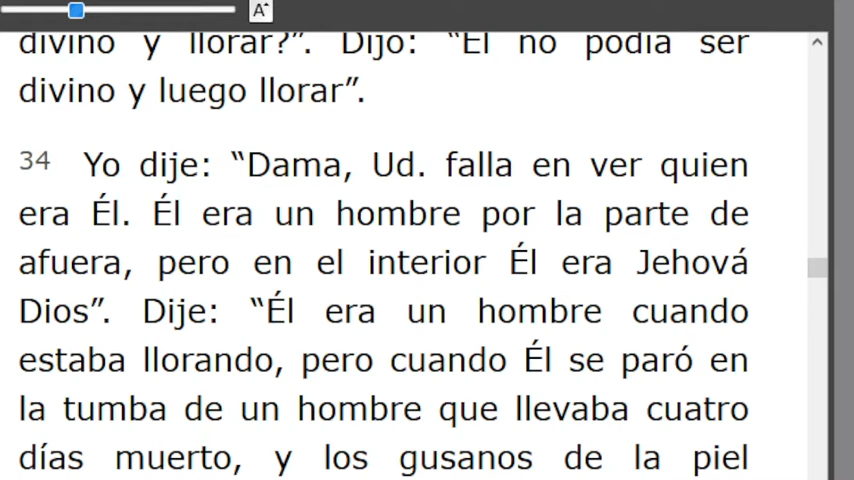 A
divino y llorar?”. Dijo: “Él no podía ser
divino y luego llorar”.
34 Yo dije: “Dama, Ud. falla en ver quien
era Él. Él era un hombre por la parte de
afuera, pero en el interior Él era Jehová
Dios”. Dije: “Él era un hombre cuando
estaba llorando, pero cuando Él se paró en
la tumba de un hombre que llevaba cuatro
días muerto, y los gusanos de la piel